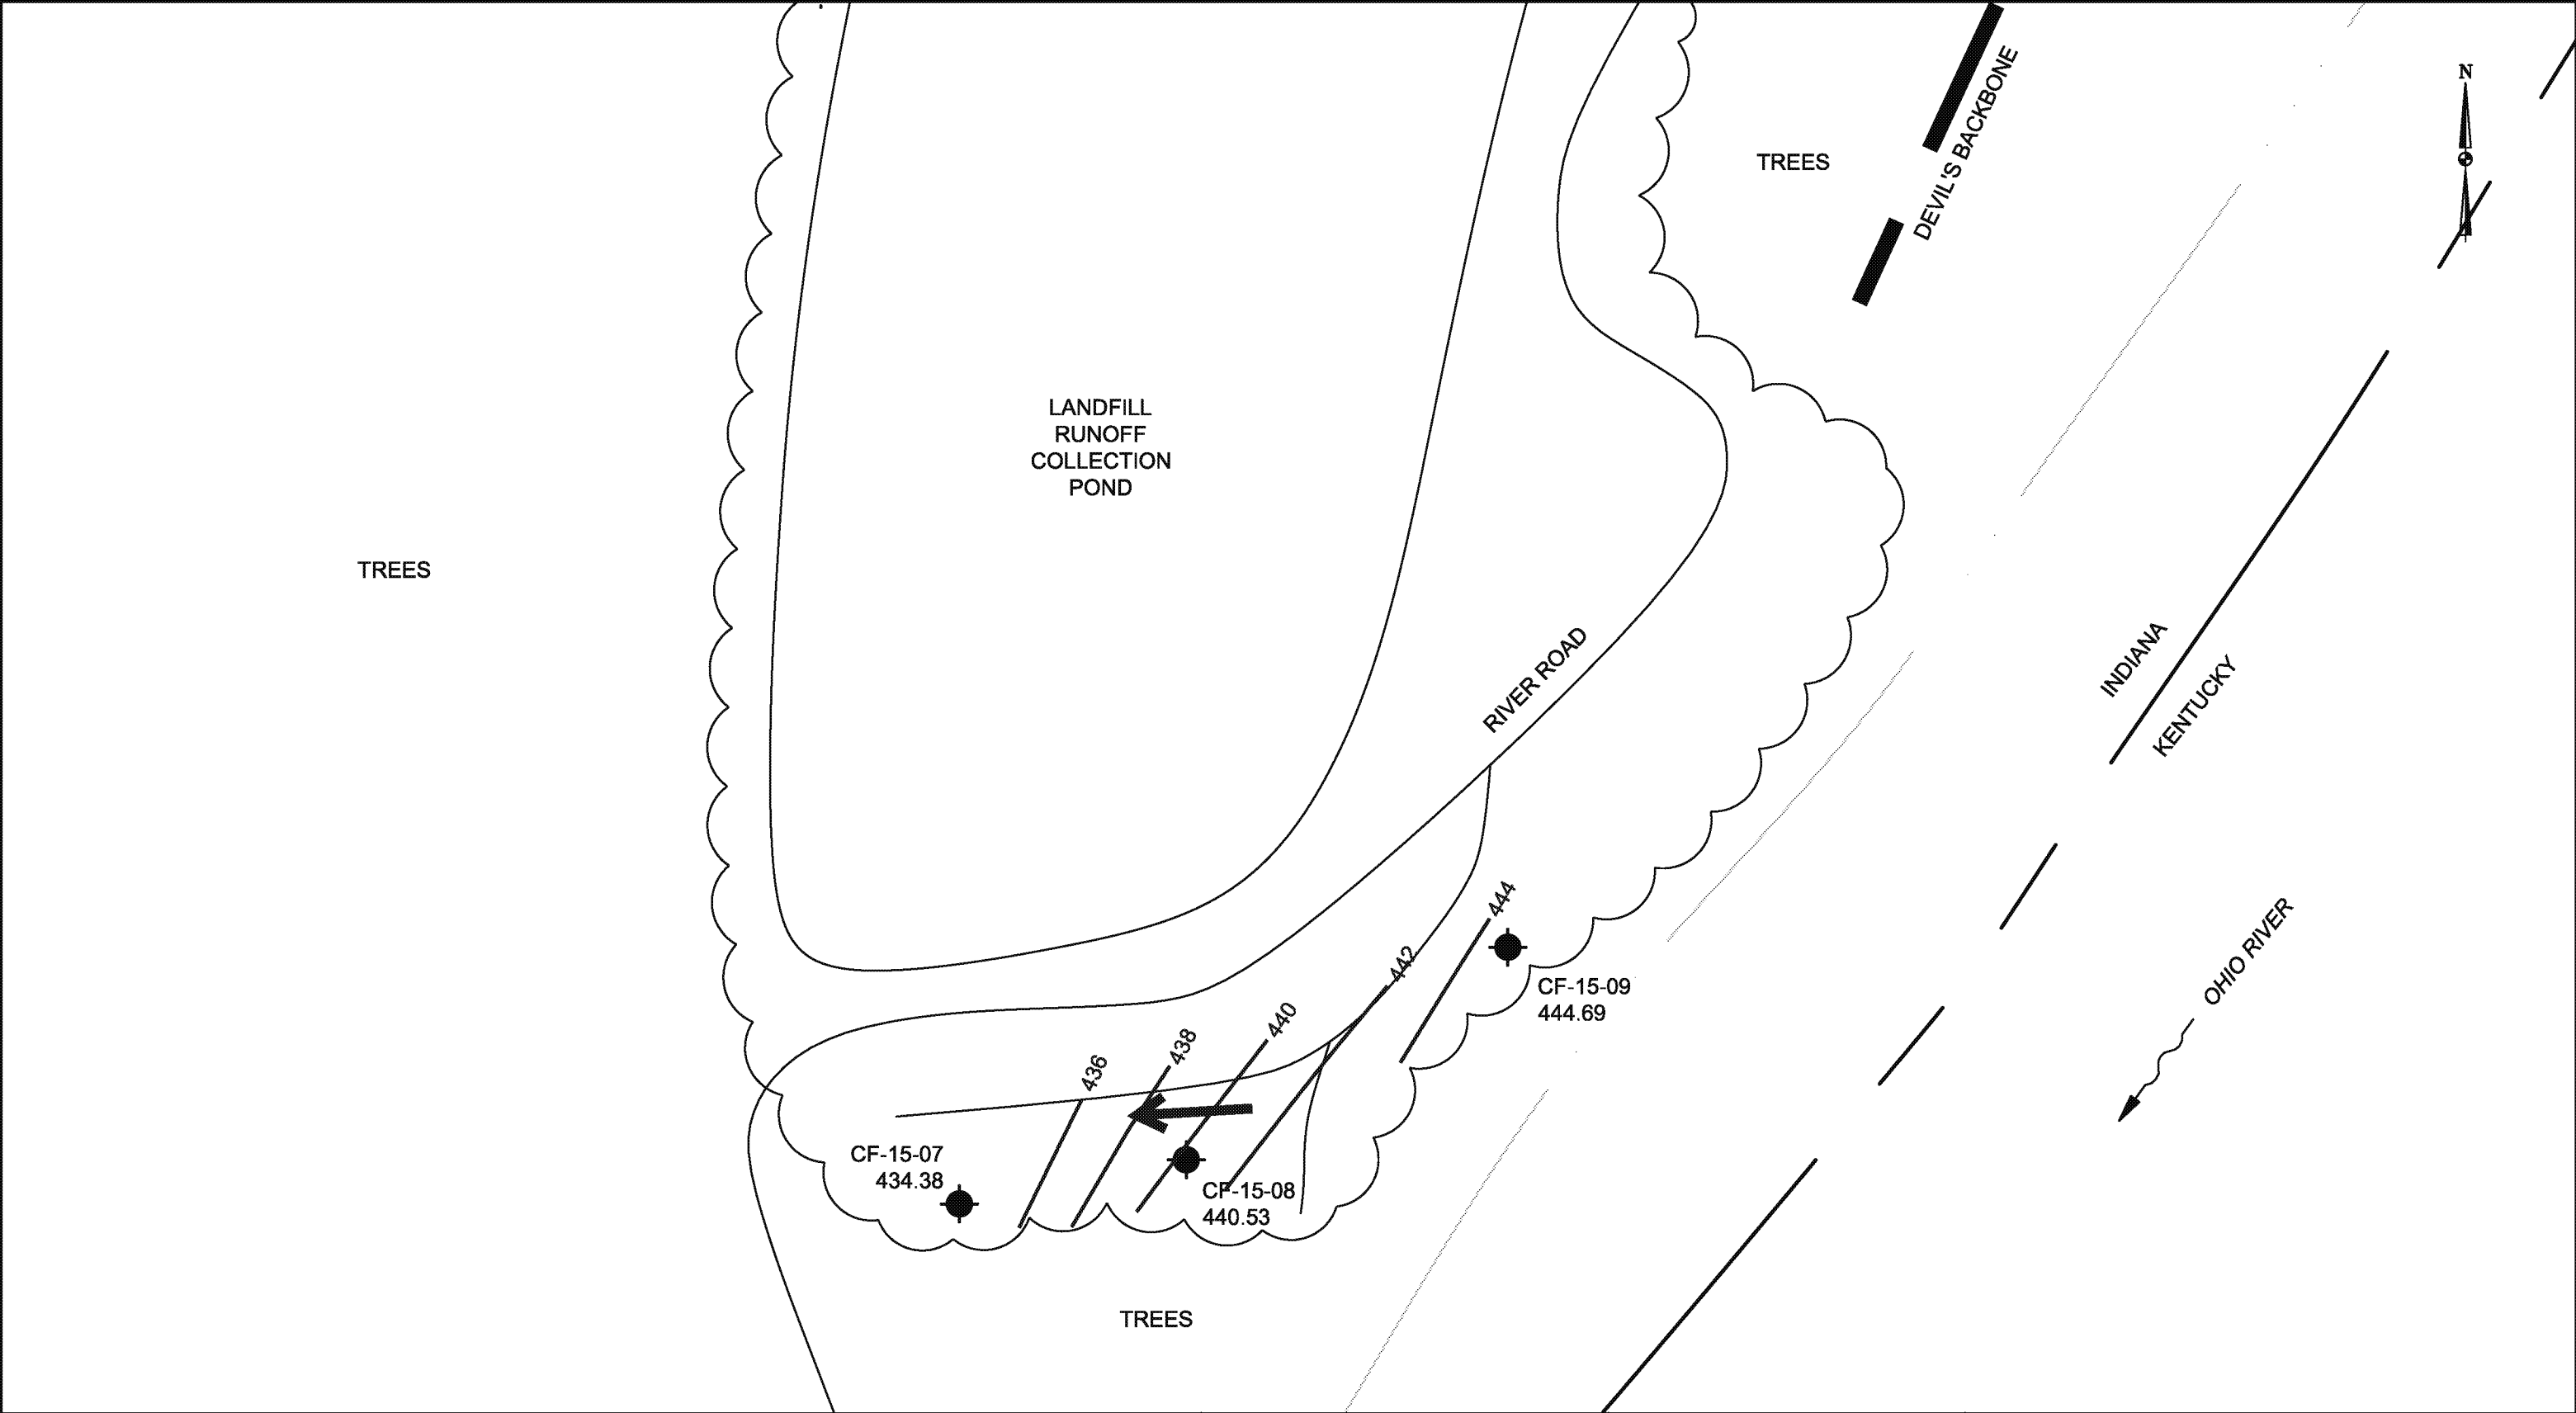 N
DEVIL'S BACKBONE
TREES
LANDFILL
RUNOFF
COLLECTION
POND
TREES
RIVER ROAD
INDIANA
KENTUCKY
OHIO RIVER
444
442
440
438
436
CF-15-09
444.69
CF-15-07
434.38
CF-15-08
440.53
TREES